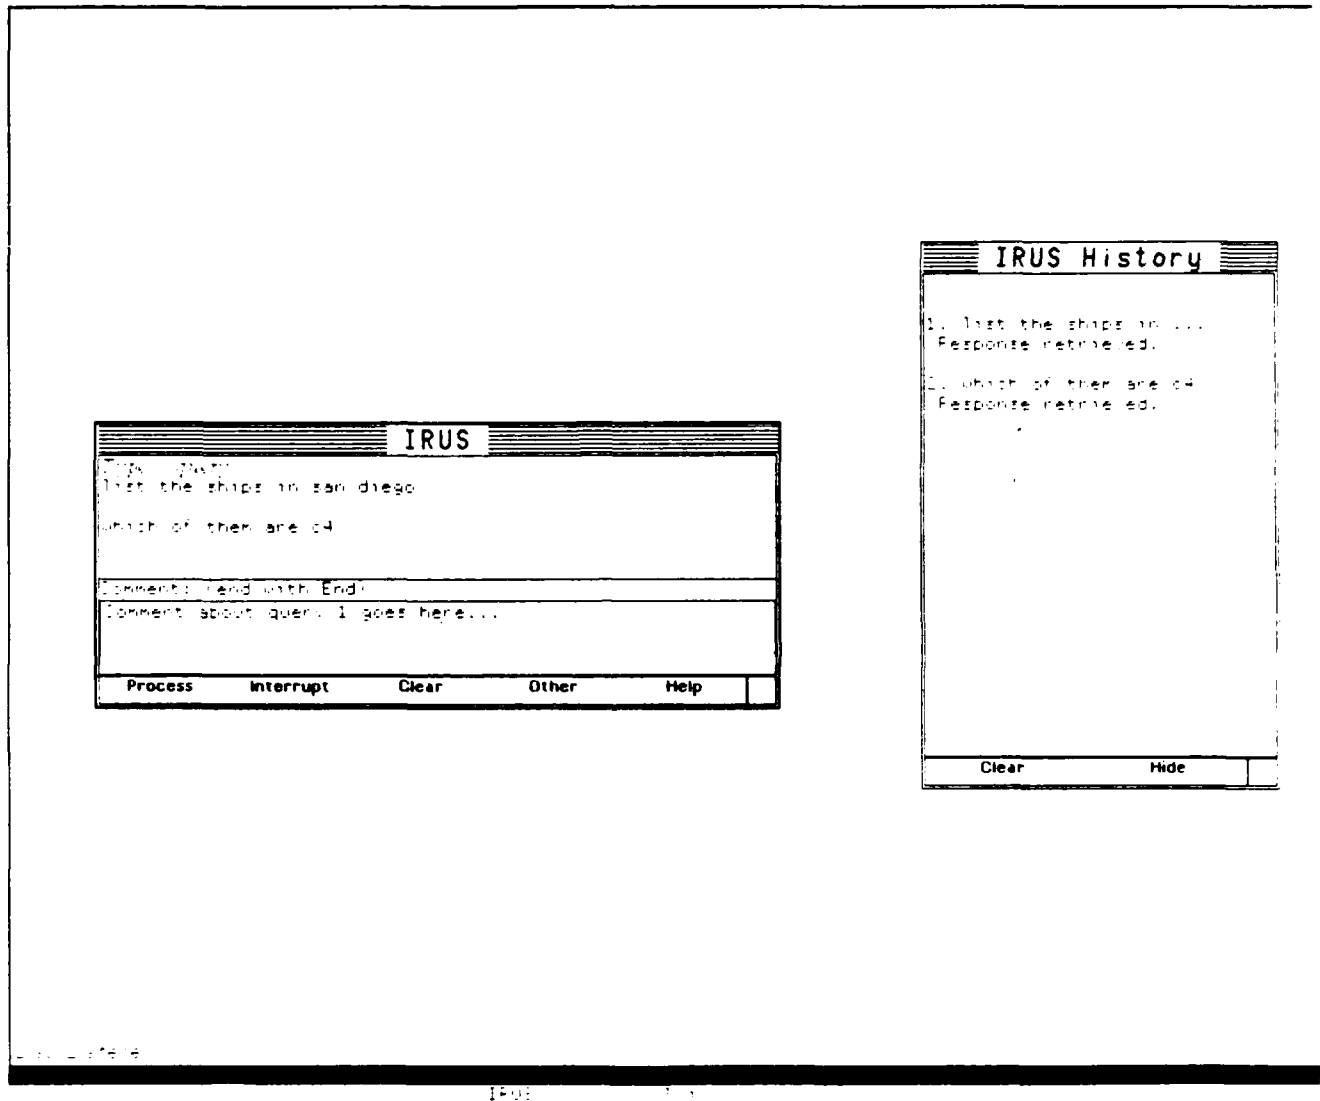 IRUS History
1. list the ships in ...
Response retrieved.
2. which of them are c4
Response retrieved.
IRUS
list the ships in san diego
which of them are c4
Comments (end with End)
Comment about query 1 goes here...
Process Interrupt Clear Other Help
Clear Hide
IRUS